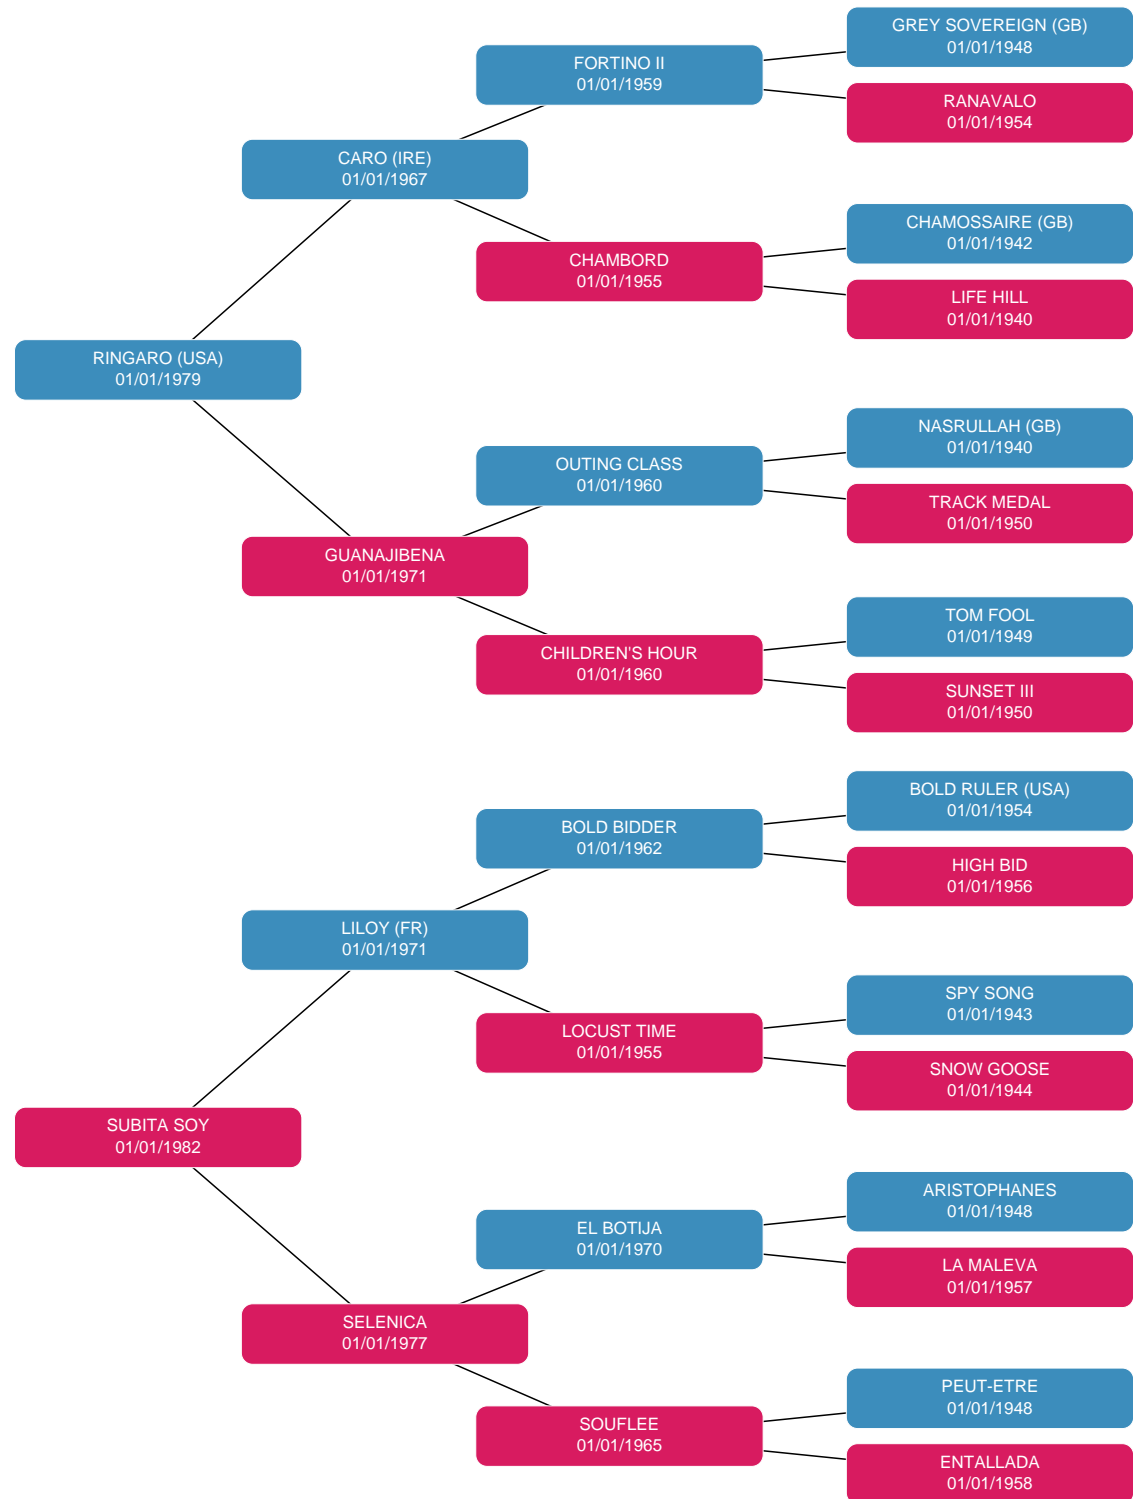 GREY SOVEREIGN (GB)
01/01/1948
FORTINO II
01/01/1959
RANAVALO
01/01/1954
CARO (IRE)
01/01/1967
CHAMOSSAIRE (GB)
01/01/1942
CHAMBORD
01/01/1955
LIFE HILL
01/01/1940
RINGARO (USA)
01/01/1979
NASRULLAH (GB)
01/01/1940
OUTING CLASS
01/01/1960
TRACK MEDAL
01/01/1950
GUANAJIBENA
01/01/1971
TOM FOOL
01/01/1949
CHILDREN'S HOUR
01/01/1960
SUNSET III
01/01/1950
BOLD RULER (USA)
01/01/1954
BOLD BIDDER
01/01/1962
HIGH BID
01/01/1956
LILOY (FR)
01/01/1971
SPY SONG
01/01/1943
LOCUST TIME
01/01/1955
SNOW GOOSE
01/01/1944
SUBITA SOY
01/01/1982
ARISTOPHANES
01/01/1948
EL BOTIJA
01/01/1970
LA MALEVA
01/01/1957
SELENICA
01/01/1977
PEUT-ETRE
01/01/1948
SOUFLEE
01/01/1965
ENTALLADA
01/01/1958